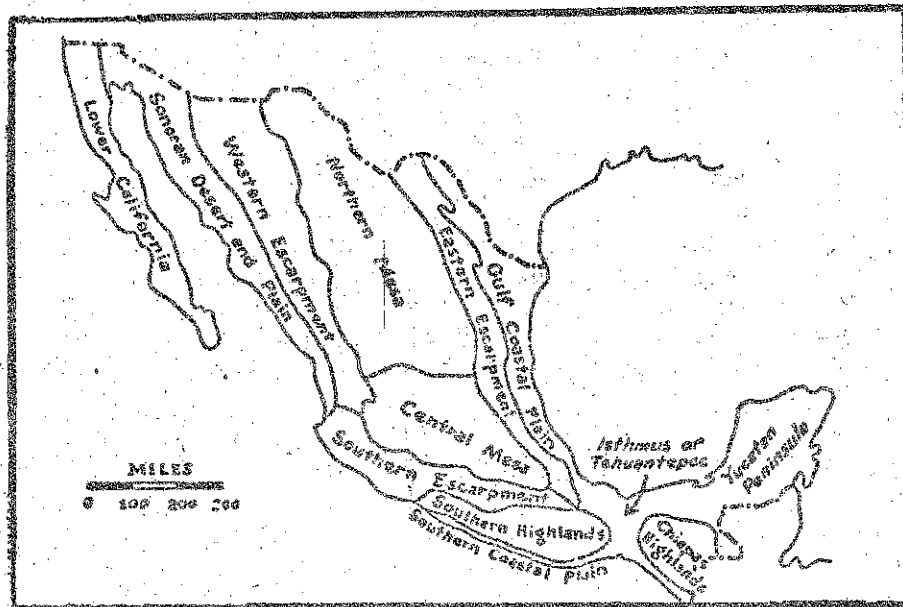 Lower California
Sonoran Desert and Plain
Western Escarpment
Northern Mesa
Eastern Escarpment
Gulf Coastal Plain
Central Mesa
Isthmus of
Tehuantepec
Yucatan
Peninsula
Southern Escarpment
Southern Highlands
Southern Coastal Plain
Chiapas
Highlands
MILES
0 100 200 300